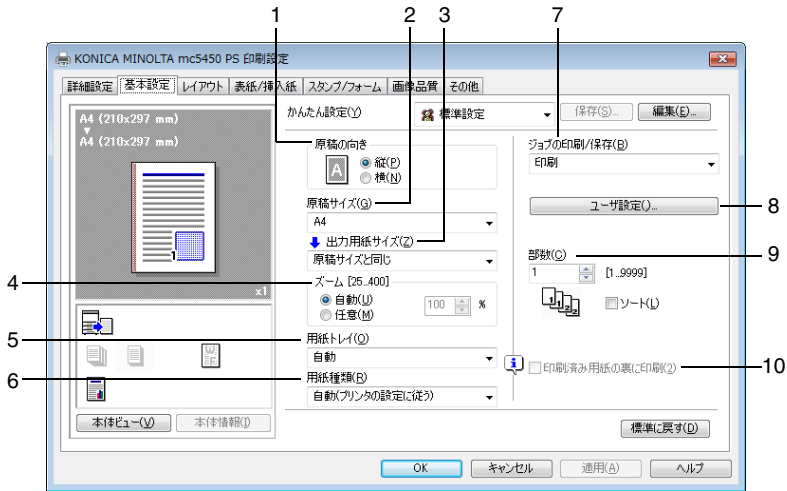 1
2
3
7
KONICA MINOLTA mc5450 PS 印刷設定
詳細設定
基本設定
レイアウト
表紙/挿入紙
スタンプ/フォーム
画像品質
その他
A4 (210x297 mm)
A4 (210x297 mm)
1
x1
本体ビュー(V)
本体情報(I)
かんたん設定(Y)
標準設定
保存(S)...
編集(E)...
原稿の向き
A
縦(P)
横(N)
原稿サイズ(G)
A4
出力用紙サイズ(Z)
原稿サイズと同じ
4
ズーム [25..400]
自動(U)
任意(M)
100
%
5
用紙トレイ(O)
自動
6
用紙種類(R)
自動(プリンタの設定に従う)
ジョブの印刷/保存(B)
印刷
ユーザ設定()...
8
部数(C)
9
1
[1..9999]
1 1 2 2
ソート(L)
印刷済み用紙の裏に印刷(2)
10
標準に戻す(D)
OK
キャンセル
適用(A)
ヘルプ